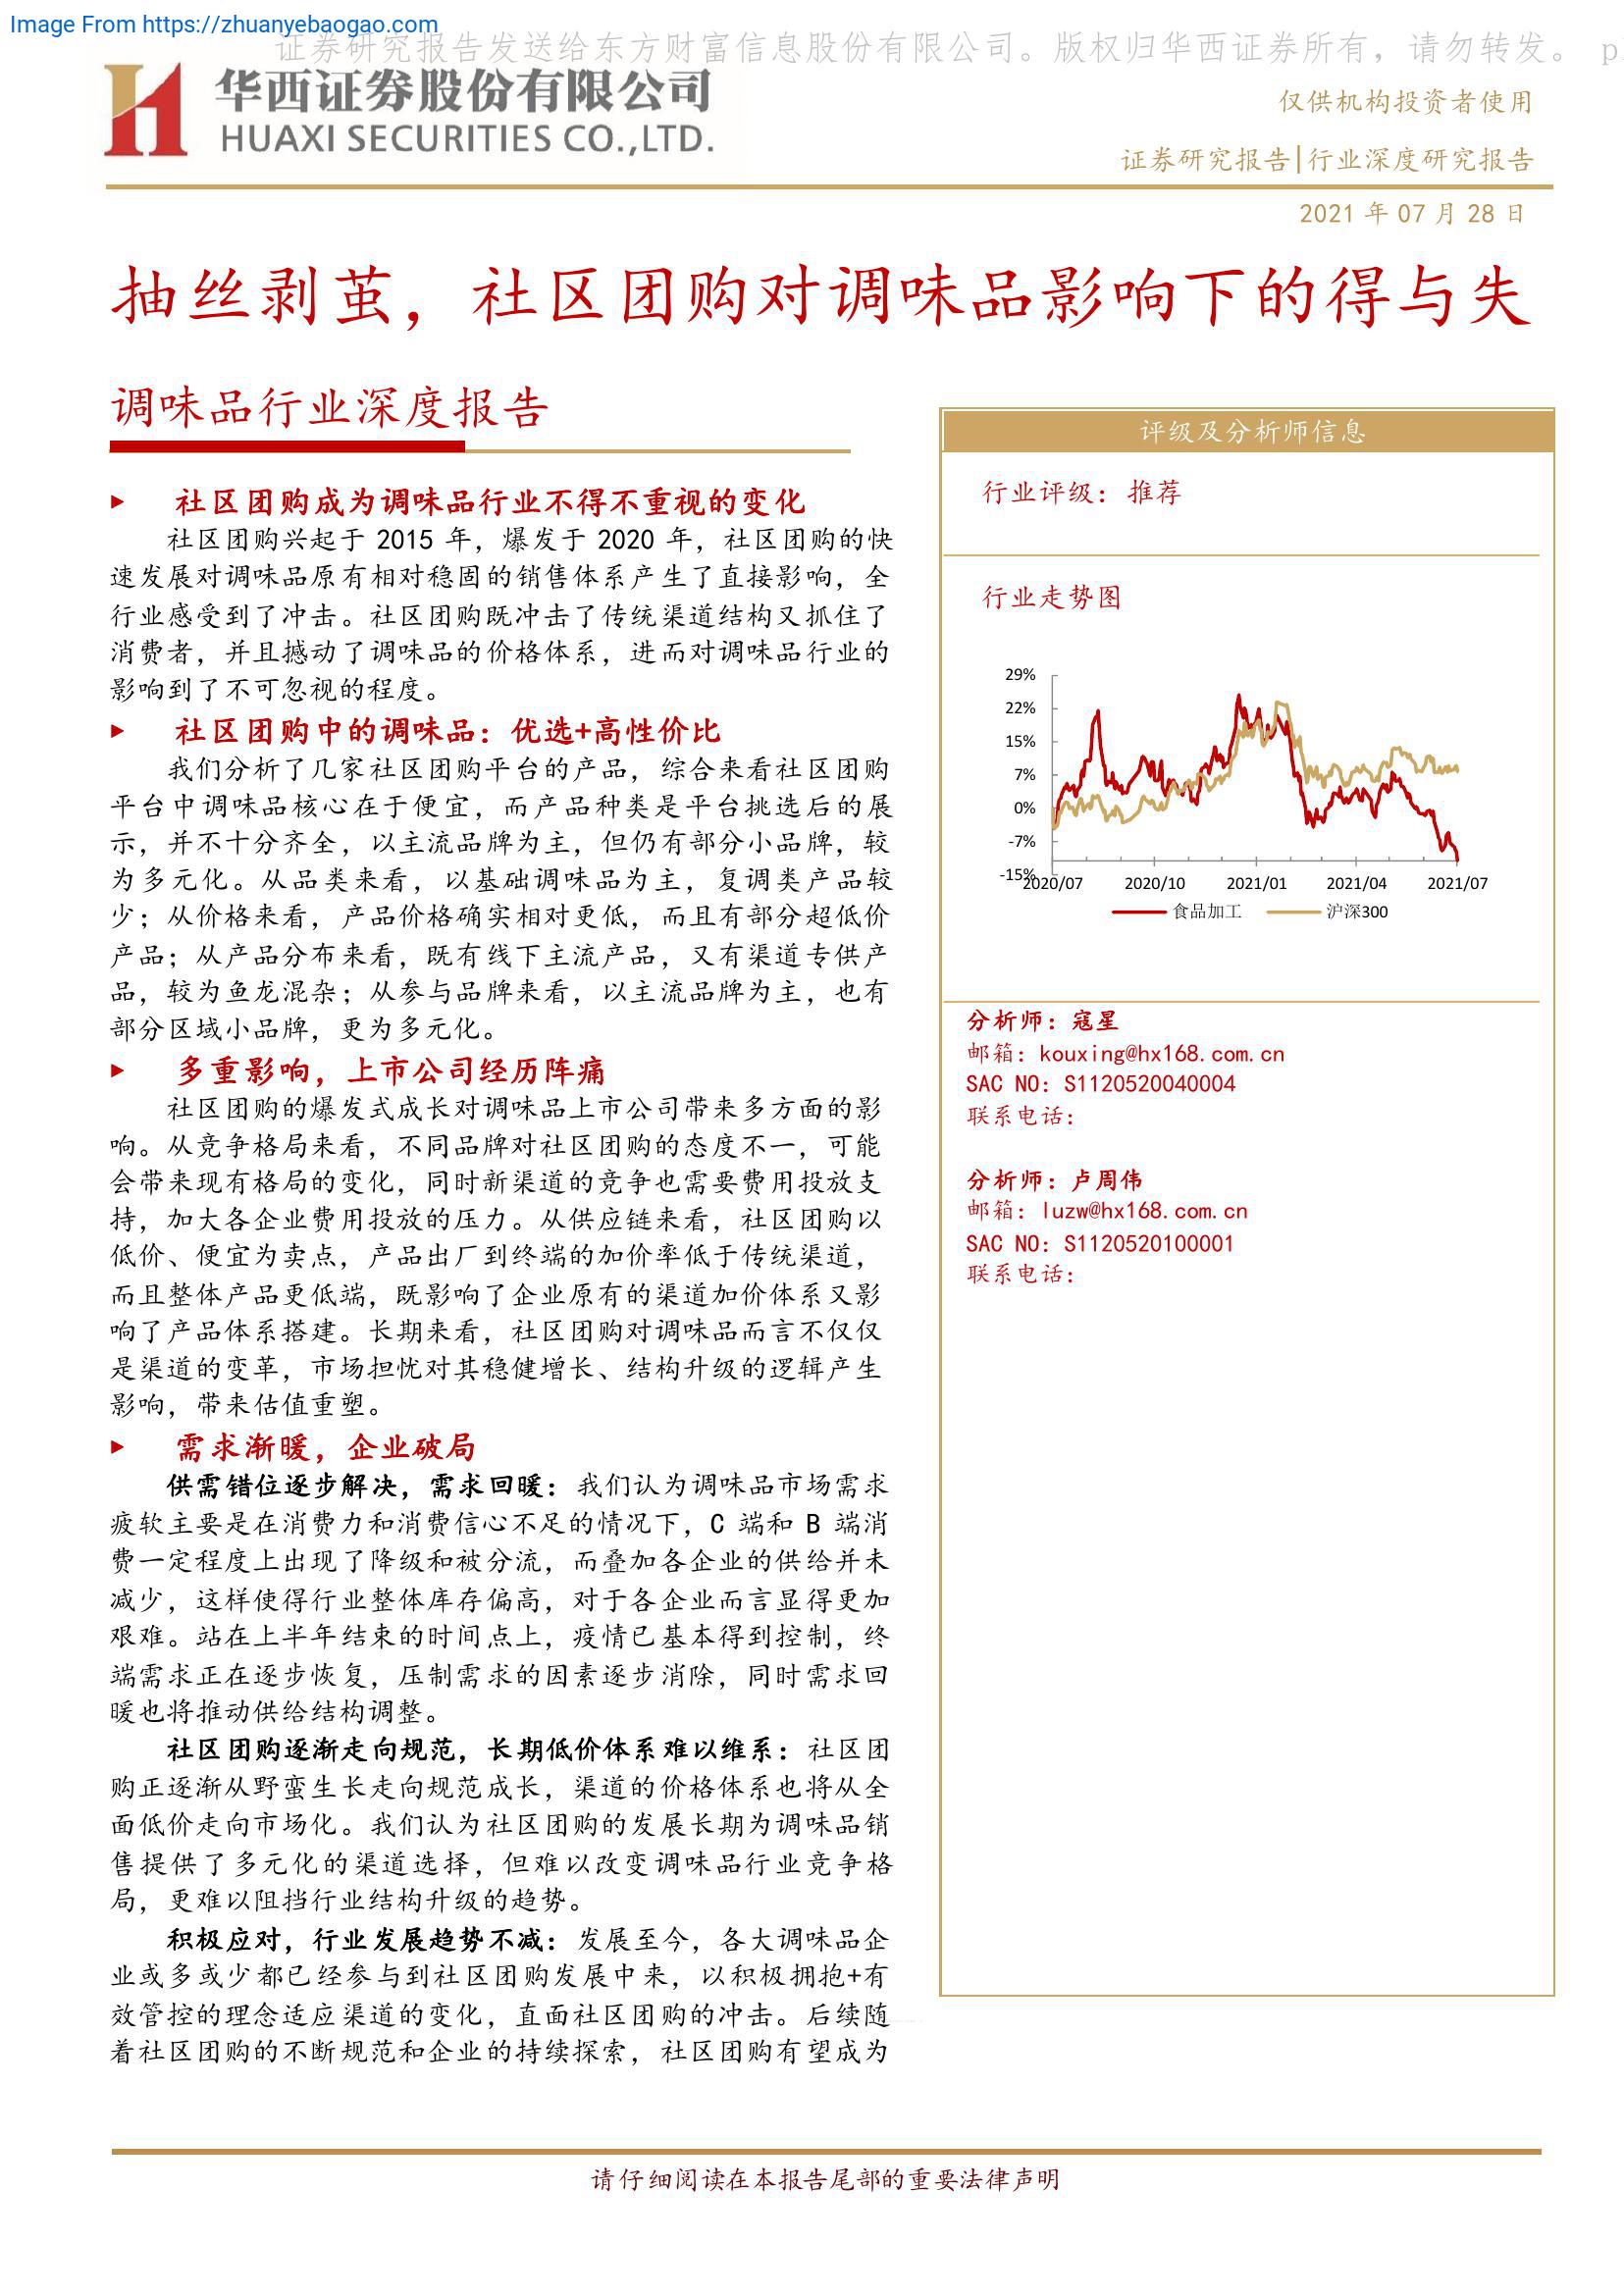 Image From https://zhuanyebaogao.com
证券研究报告发送给东方财富信息股份有限公司。版权归华西证券所有，请勿转发。 p
华西证券股份有限公司
HUAXI SECURITIES CO.,LTD.
仅供机构投资者使用
证券研究报告|行业深度研究报告
2021 年 07 月 28 日
抽丝剥茧，社区团购对调味品影响下的得与失
调味品行业深度报告
社区团购成为调味品行业不得不重视的变化
社区团购兴起于 2015 年，爆发于 2020 年，社区团购的快
速发展对调味品原有相对稳固的销售体系产生了直接影响，全
行业感受到了冲击。社区团购既冲击了传统渠道结构又抓住了
消费者，并且撼动了调味品的价格体系，进而对调味品行业的
影响到了不可忽视的程度。
社区团购中的调味品：优选+高性价比
我们分析了几家社区团购平台的产品，综合来看社区团购
平台中调味品核心在于便宜，而产品种类是平台挑选后的展
示，并不十分齐全，以主流品牌为主，但仍有部分小品牌，较
为多元化。从品类来看，以基础调味品为主，复调类产品较
少；从价格来看，产品价格确实相对更低，而且有部分超低价
产品；从产品分布来看，既有线下主流产品，又有渠道专供产
品，较为鱼龙混杂；从参与品牌来看，以主流品牌为主，也有
部分区域小品牌，更为多元化。
多重影响，上市公司经历阵痛
社区团购的爆发式成长对调味品上市公司带来多方面的影
响。从竞争格局来看，不同品牌对社区团购的态度不一，可能
会带来现有格局的变化，同时新渠道的竞争也需要费用投放支
持，加大各企业费用投放的压力。从供应链来看，社区团购以
低价、便宜为卖点，产品出厂到终端的加价率低于传统渠道，
而且整体产品更低端，既影响了企业原有的渠道加价体系又影
响了产品体系搭建。长期来看，社区团购对调味品而言不仅仅
是渠道的变革，市场担忧对其稳健增长、结构升级的逻辑产生
影响，带来估值重塑。
需求渐暖，企业破局
供需错位逐步解决，需求回暖：我们认为调味品市场需求
疲软主要是在消费力和消费信心不足的情况下，C 端和 B 端消
费一定程度上出现了降级和被分流，而叠加各企业的供给并未
减少，这样使得行业整体库存偏高，对于各企业而言显得更加
艰难。站在上半年结束的时间点上，疫情已基本得到控制，终
端需求正在逐步恢复，压制需求的因素逐步消除，同时需求回
暖也将推动供给结构调整。
社区团购逐渐走向规范，长期低价体系难以维系：社区团
购正逐渐从野蛮生长走向规范成长，渠道的价格体系也将从全
面低价走向市场化。我们认为社区团购的发展长期为调味品销
售提供了多元化的渠道选择，但难以改变调味品行业竞争格
局，更难以阻挡行业结构升级的趋势。
积极应对，行业发展趋势不减：发展至今，各大调味品企
业或多或少都已经参与到社区团购发展中来，以积极拥抱+有
效管控的理念适应渠道的变化，直面社区团购的冲击。后续随
着社区团购的不断规范和企业的持续探索，社区团购有望成为
评级及分析师信息
行业评级：推荐
行业走势图
29%
22%
15%
7%
0%
-7%
-15%
2020/07 2020/10 2021/01 2021/04 2021/07
食品加工 沪深300
分析师：寇星
邮箱：kouxing@hx168.com.cn
SAC NO：S1120520040004
联系电话：
分析师：卢周伟
邮箱：luzw@hx168.com.cn
SAC NO：S1120520100001
联系电话：
请仔细阅读在本报告尾部的重要法律声明